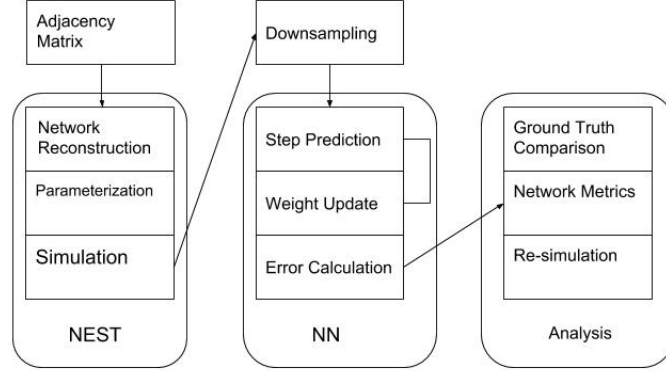 Adjacency
Matrix
Network
Reconstruction
Parameterization
Simulation
NEST
Downsampling
Step Prediction
Weight Update
Error Calculation
NN
Ground Truth
Comparison
Network Metrics
Re-simulation
Analysis